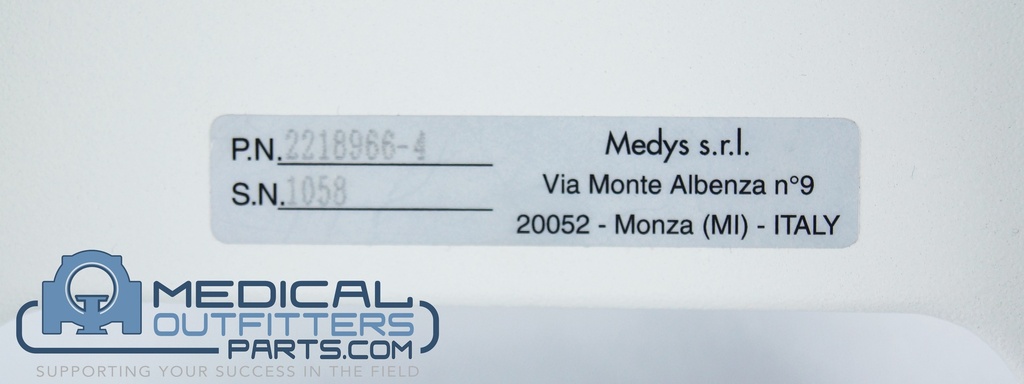 P.N. 2218966-4
S.N. 1058
Medys s.r.l.
Via Monte Albenza n°9
20052 - Monza (MI) - ITALY
MEDICAL
OUTFITTERS
PARTS.COM
SUPPORTING YOUR SUCCESS IN THE FIELD